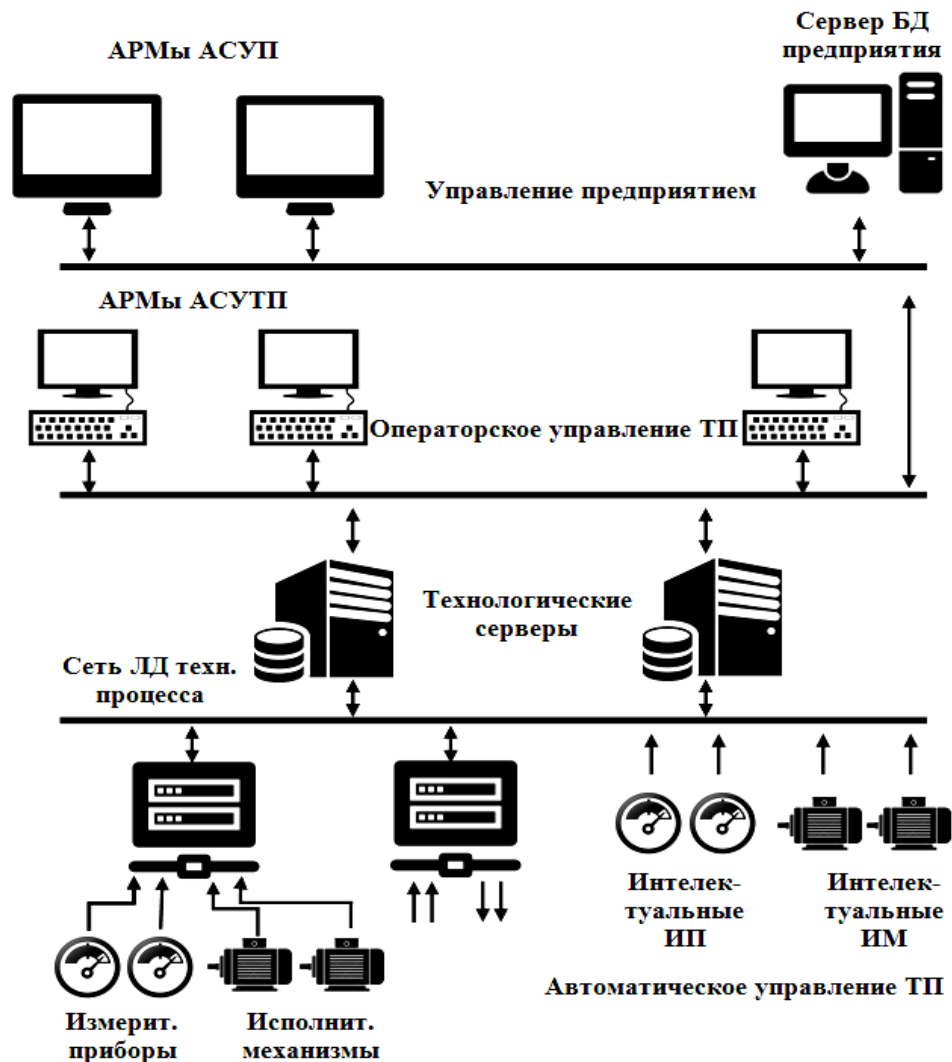 АРМы АСУП
Сервер БД
предприятия
Управление предприятием
АРМы АСУТП
Операторское управление ТП
Технологические
серверы
Сеть ЛД техн.
процесса
Интелек-
туальные
ИП
Интелек-
туальные
ИМ
Автоматическое управление ТП
Измерит.
приборы
Исполнит.
механизмы